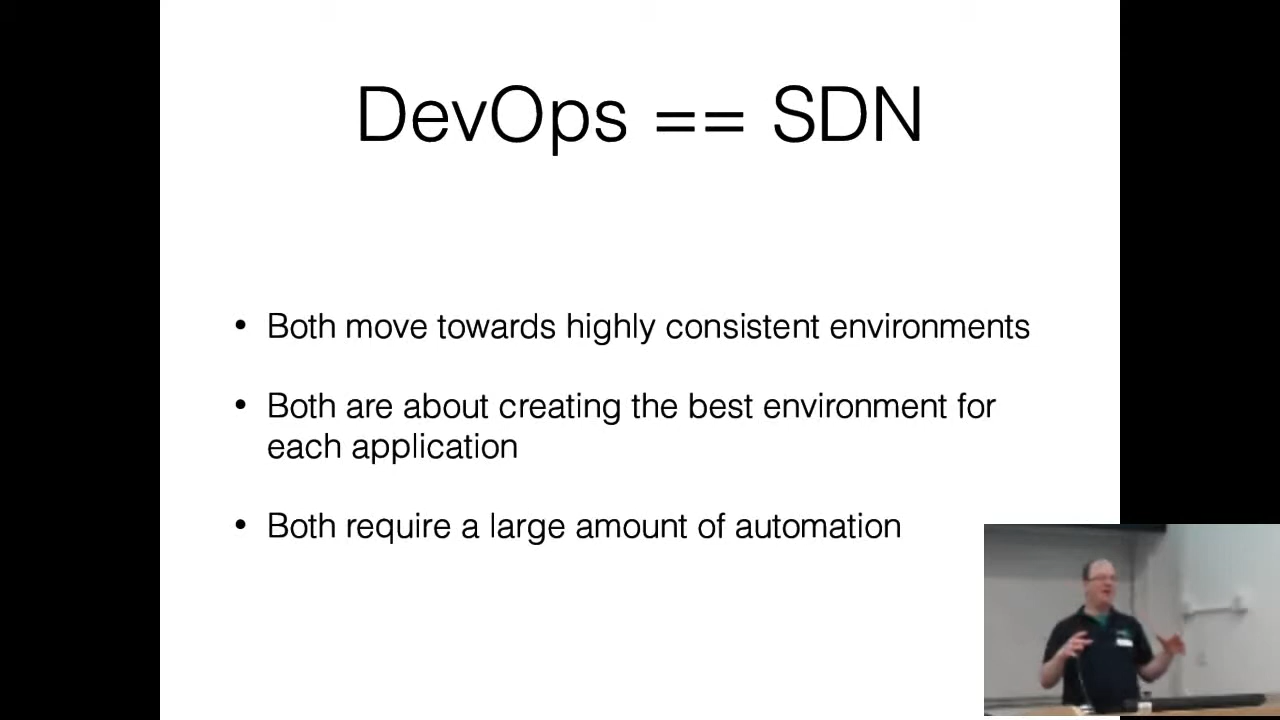 DevOps == SDN
• Both move towards highly consistent environments
• Both are about creating the best environment for
each application
• Both require a large amount of automation